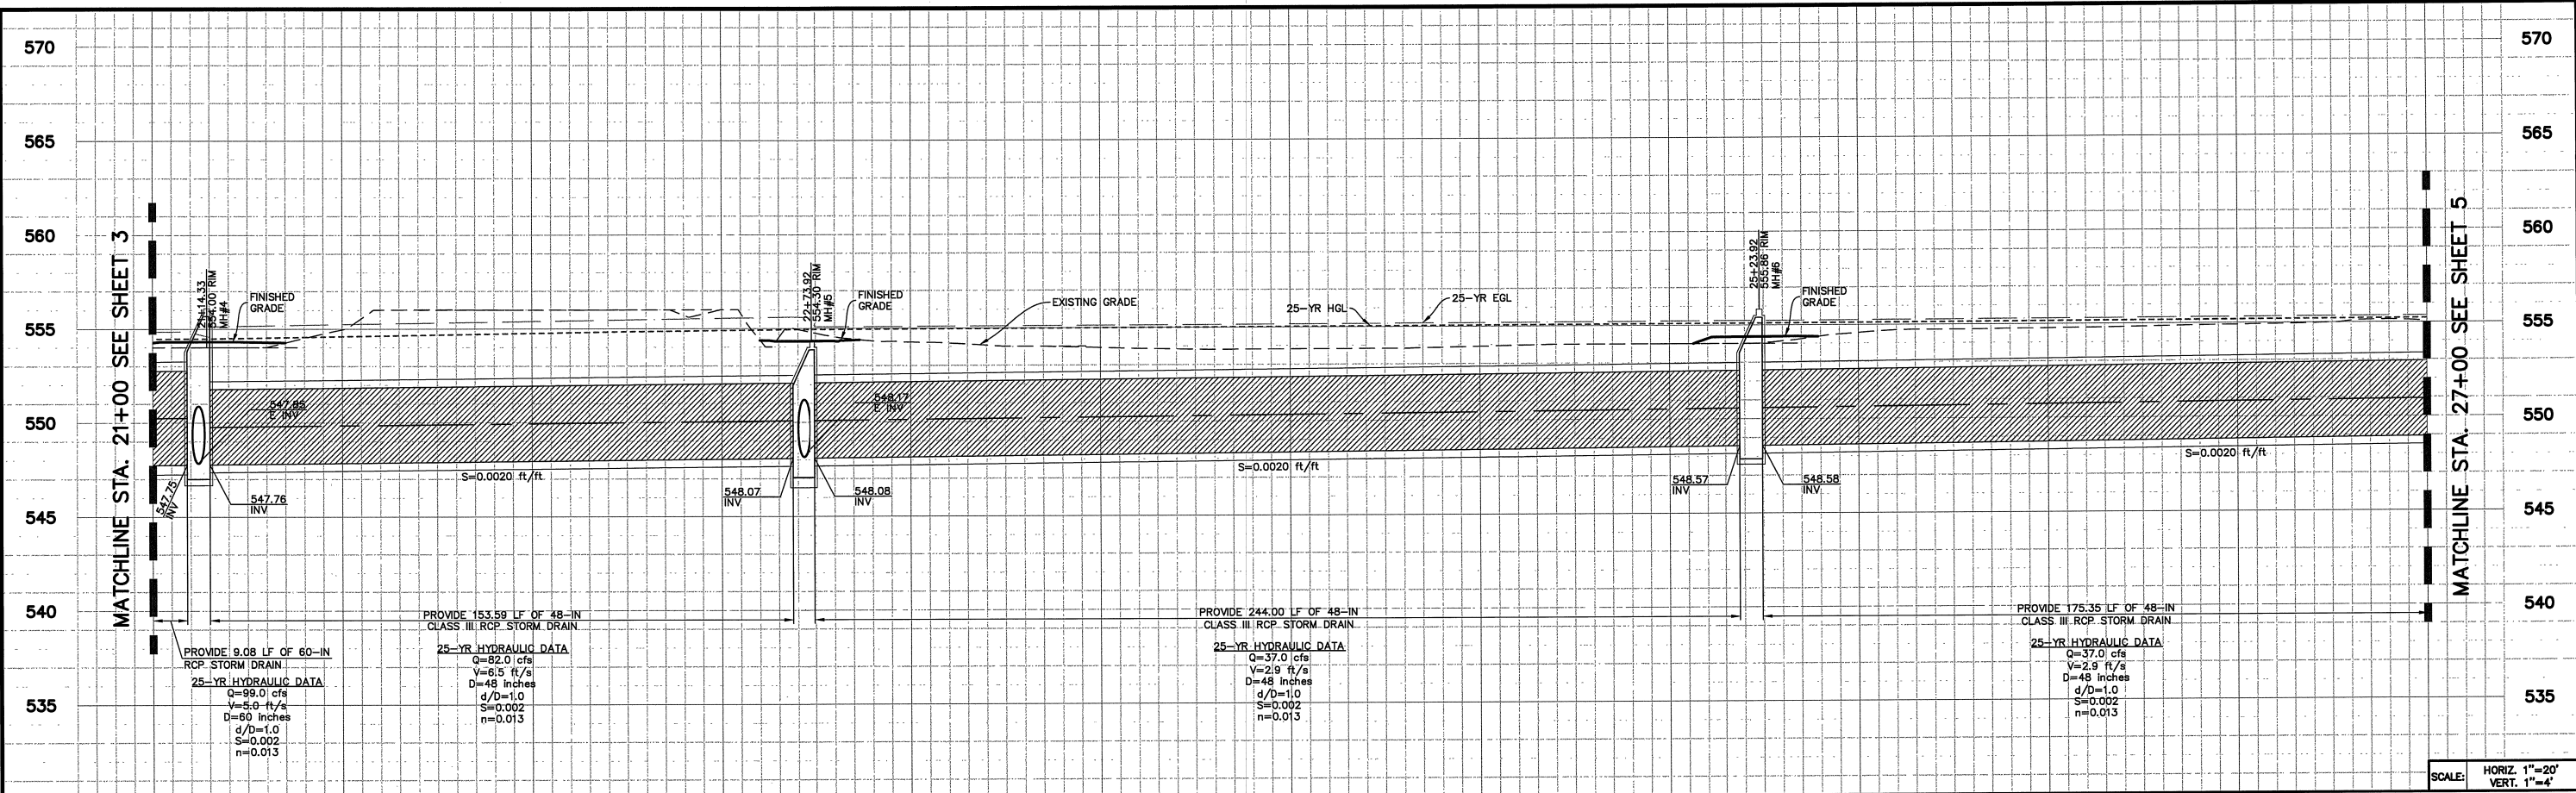 570
565
560
555
550
545
540
535
570
565
560
555
550
545
540
535
MATCHLINE STA. 21+00 SEE SHEET 3
21+14.33
554.00 RIM
MH#4
FINISHED
GRADE
22+73.92
554.30 RIM
MH#5
FINISHED
GRADE
EXISTING GRADE
25-YR HGL
25-YR EGL
25+23.92
555.86 RIM
MH#6
FINISHED
GRADE
MATCHLINE STA. 27+00 SEE SHEET 5
547.85
E INV
548.17
E INV
S=0.0020 ft/ft
S=0.0020 ft/ft
S=0.0020 ft/ft
547.75
INV
547.76
INV
548.07
INV
548.08
INV
548.57
INV
548.58
INV
PROVIDE 9.08 LF OF 60-IN
RCP STORM DRAIN
25-YR HYDRAULIC DATA
Q=99.0 cfs
V=5.0 ft/s
D=60 inches
d/D=1.0
S=0.002
n=0.013
PROVIDE 153.59 LF OF 48-IN
CLASS III RCP STORM DRAIN
25-YR HYDRAULIC DATA
Q=82.0 cfs
V=6.5 ft/s
D=48 inches
d/D=1.0
S=0.002
n=0.013
PROVIDE 244.00 LF OF 48-IN
CLASS III RCP STORM DRAIN
25-YR HYDRAULIC DATA
Q=37.0 cfs
V=2.9 ft/s
D=48 inches
d/D=1.0
S=0.002
n=0.013
PROVIDE 175.35 LF OF 48-IN
CLASS III RCP STORM DRAIN
25-YR HYDRAULIC DATA
Q=37.0 cfs
V=2.9 ft/s
D=48 inches
d/D=1.0
S=0.002
n=0.013
SCALE:
HORIZ. 1"=20'
VERT. 1"=4'